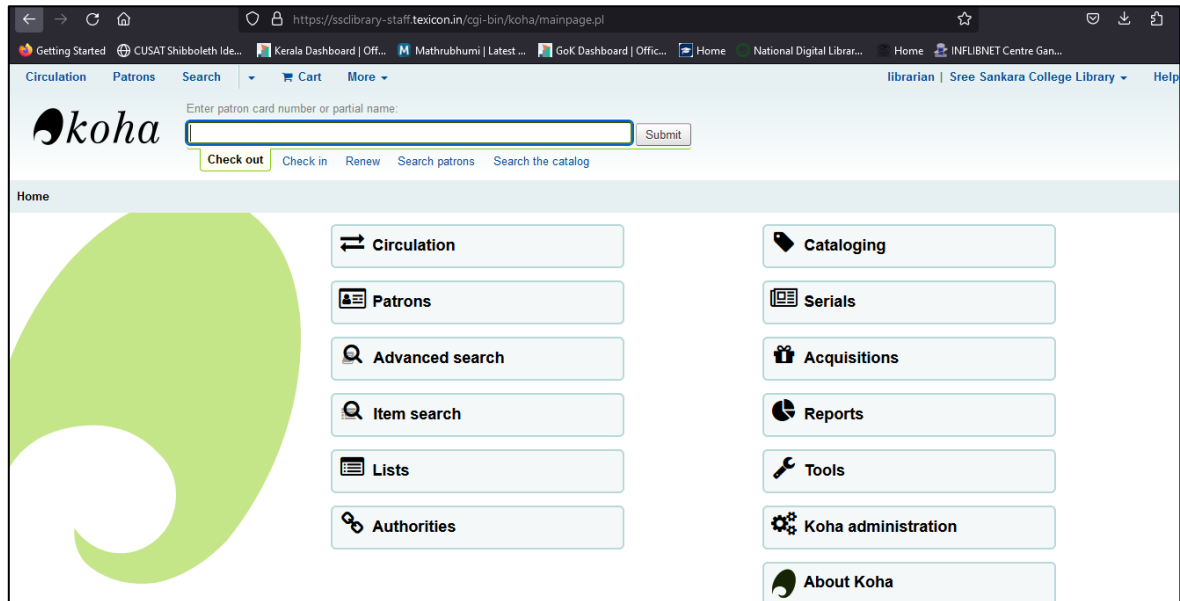 https://ssclibrary-staff.texicon.in/cgi-bin/koha/mainpage.pl
Getting Started CUSAT Shibboleth Ide... Kerala Dashboard | Off... Mathrubhumi | Latest ... GoK Dashboard | Offic... Home National Digital Librar... Home INFLIBNET Centre Gan...
Circulation Patrons Search Cart More librarian | Sree Sankara College Library Help
Enter patron card number or partial name:
koha
Submit
Check out Check in Renew Search patrons Search the catalog
Home
Circulation
Patrons
Advanced search
Item search
Lists
Authorities
Cataloging
Serials
Acquisitions
Reports
Tools
Koha administration
About Koha